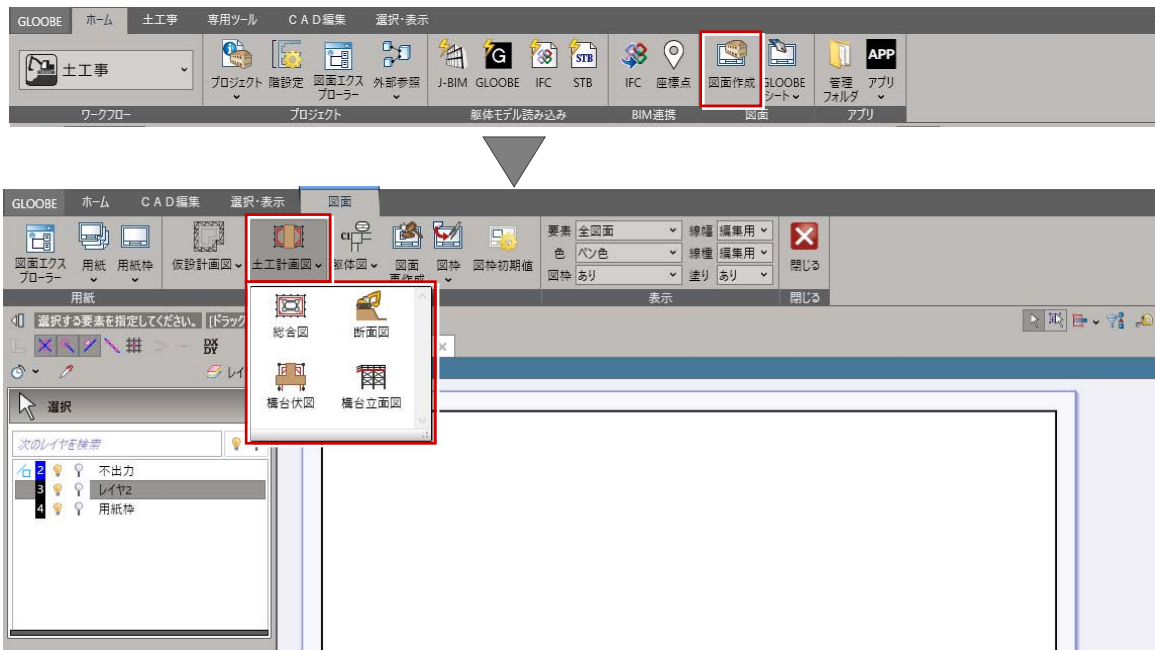 GLOOBE ホーム 土工事 専用ツール CAD編集 選択・表示
土工事
プロジェクト 階設定 図面エクスプローラー 外部参照 J-BIM GLOOBE IFC STB IFC 座標点 図面作成 GLOOBEシート 管理フォルダ アプリ
G STB APP
ワークフロー プロジェクト 躯体モデル読み込み BIM連携 図面 アプリ
GLOOBE ホーム CAD編集 選択・表示 図面
要素 全図面 線幅 編集用
図面エクスプローラー 用紙 用紙枠 仮設計画図 土工計画図 躯体図 図面再作成 図枠 図枠初期値 色 ペン色 線種 編集用 閉じる
図枠 あり 塗り あり
用紙 表示 閉じる
選択する要素を指定してください。 [ドラッグ
総合図 断面図
DX
DY
レイ
構台伏図 構台立面図
選択
次のレイヤを検索
2 不出力
3 レイヤ2
4 用紙枠